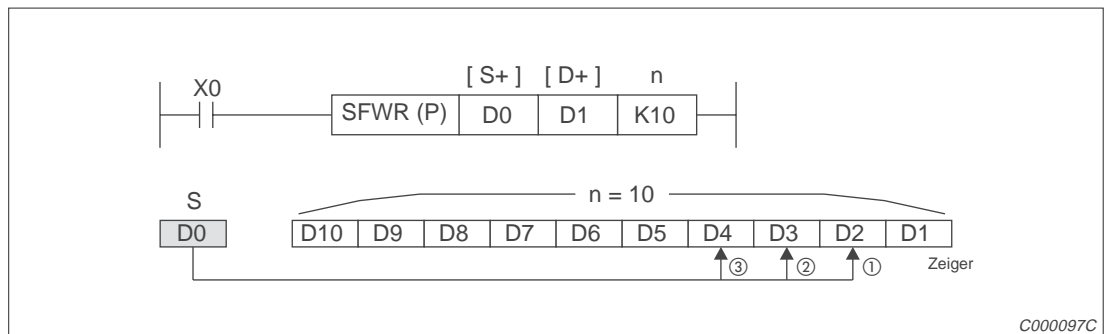 [ S+ ] [ D+ ] n
X0
SFWR (P) D0 D1 K10
S n = 10
D0 D10 D9 D8 D7 D6 D5 D4 D3 D2 D1
③ ② ① Zeiger
C000097C